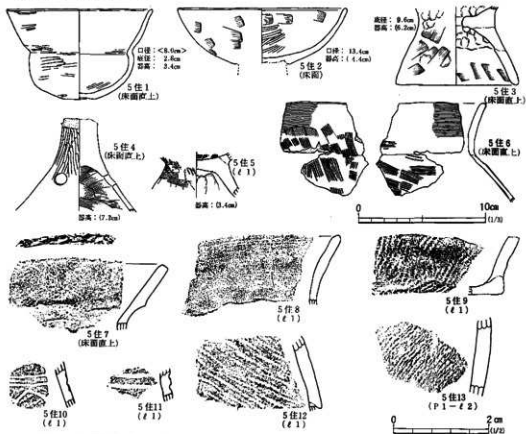 口径：<8.0cm>
底径：2.6cm
器高：3.4cm
5住1
(床面直上)
口径：13.4cm
器高：(4.4cm)
5住2
(床面)
底径：9.6cm
器高：(6.2cm)
5住3
(床面直上)
5住4
(床面直上)
器高：(7.2cm)
5住5
(ℓ1)
器高：(3.4cm)
5住6
(床面直上)
0 10cm
(1/3)
5住7
(床面直上)
5住8
(ℓ1)
5住9
(ℓ1)
5住10
(ℓ1)
5住11
(ℓ1)
5住12
(ℓ1)
5住13
(P1-ℓ2)
0 2cm
(1/2)